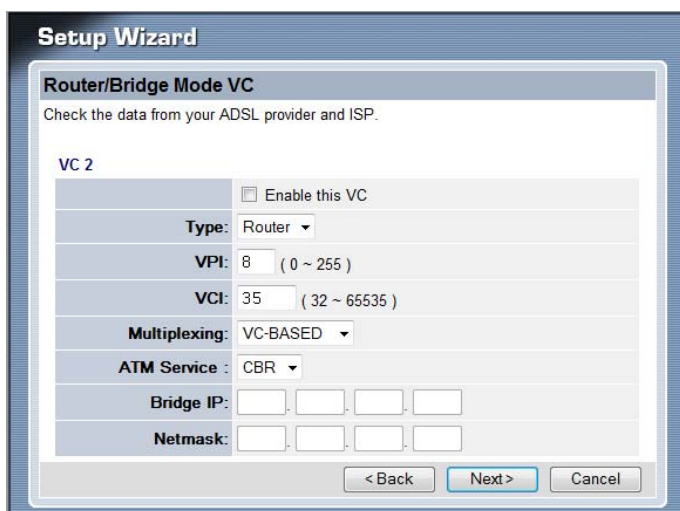 Setup Wizard
Router/Bridge Mode VC
Check the data from your ADSL provider and ISP.
VC 2
Enable this VC
Type: Router
VPI: 8 ( 0 ~ 255 )
VCI: 35 ( 32 ~ 65535 )
Multiplexing: VC-BASED
ATM Service : CBR
Bridge IP: . . .
Netmask: . . .
< Back Next > Cancel